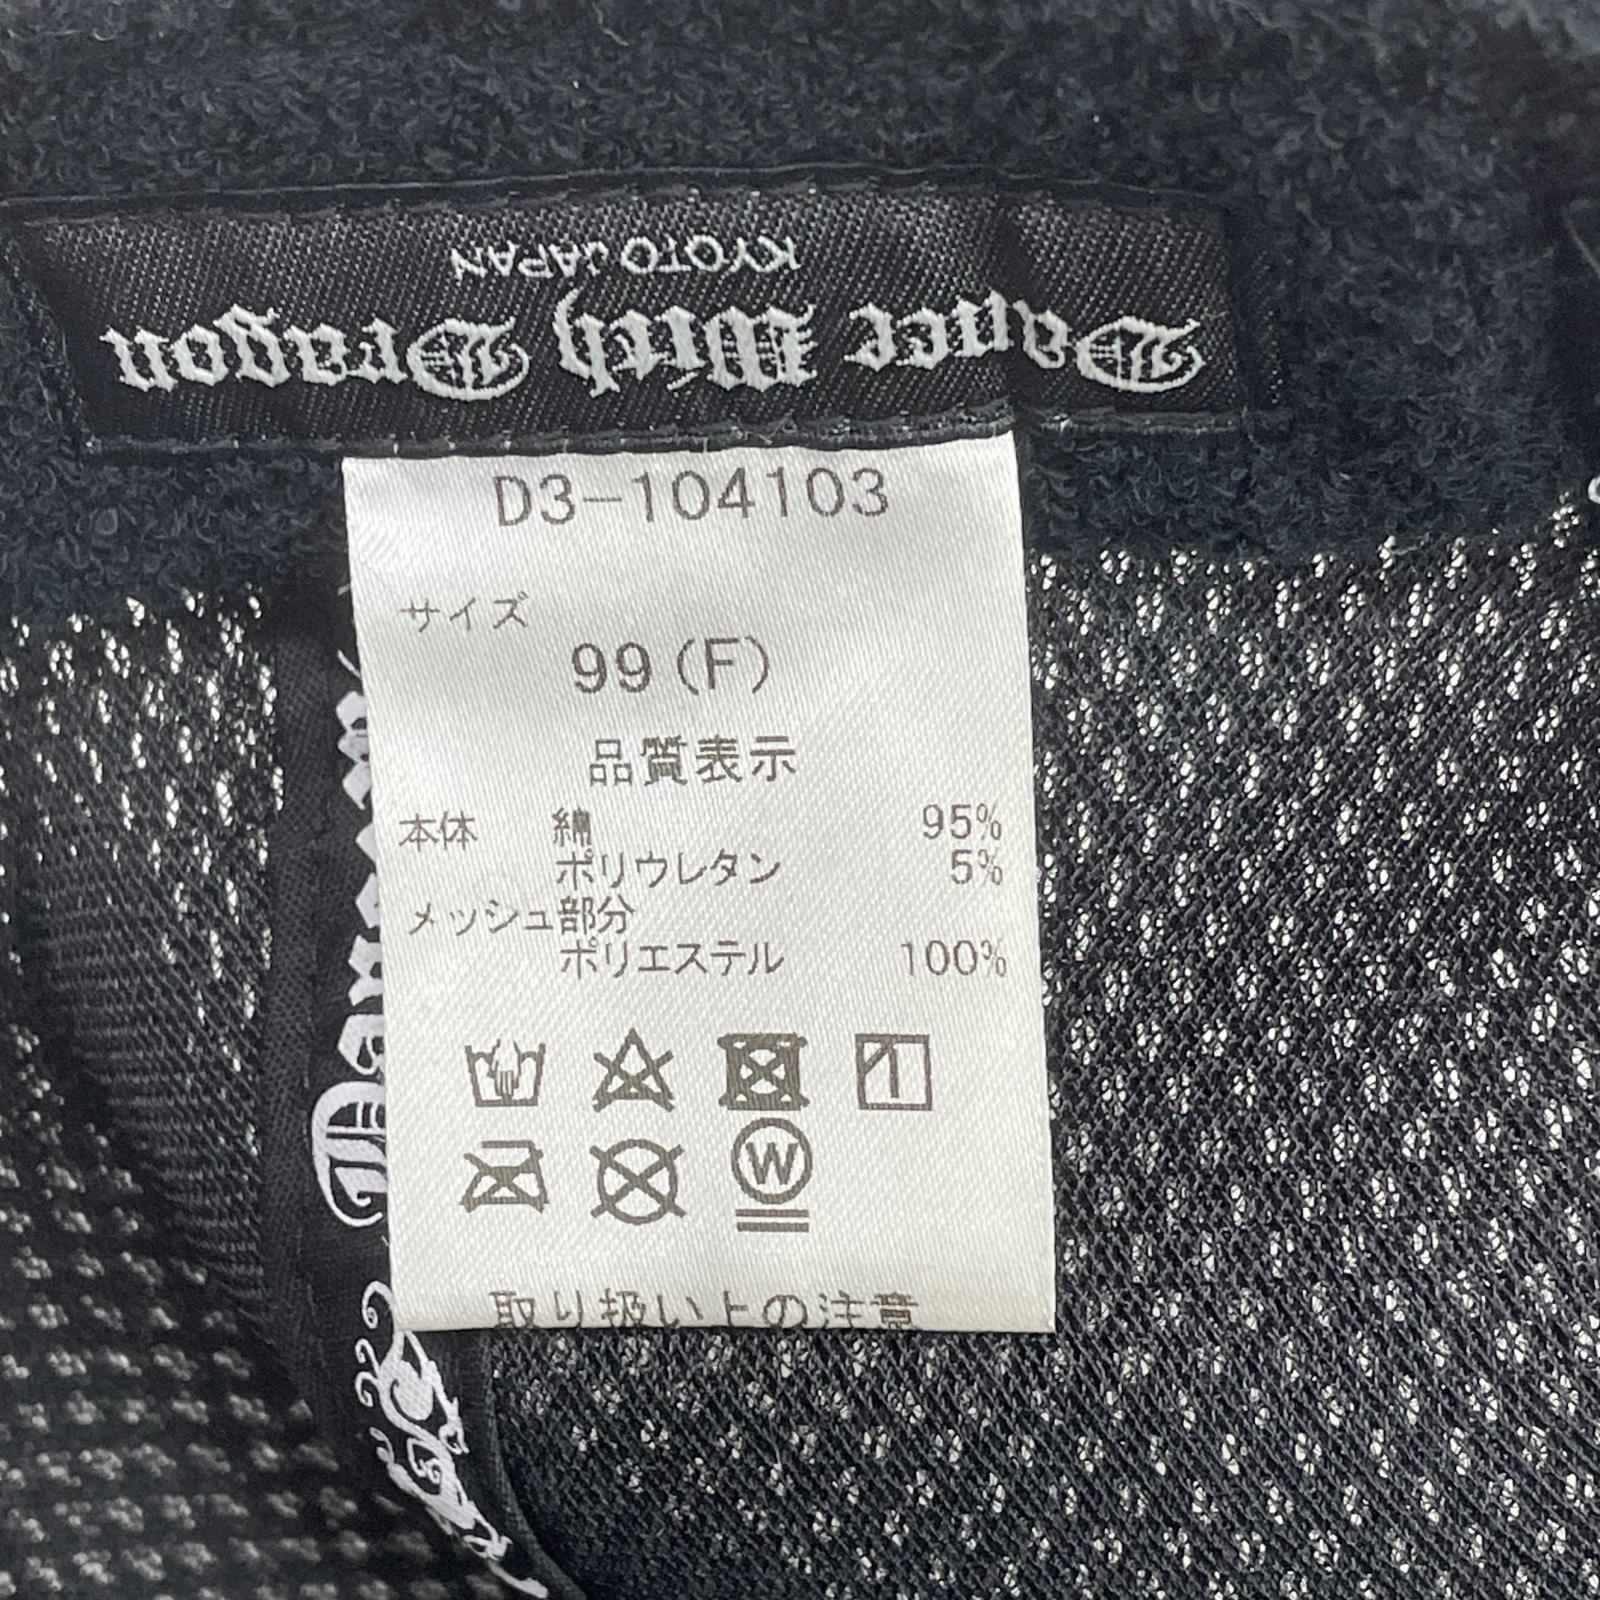 Dance With Dragon
KYOTO JAPAN
D3-104103
サイズ
99(F)
品質表示
本体 綿 95%
ポリウレタン 5%
メッシュ部分
ポリエステル 100%
W
取り扱い上の注意